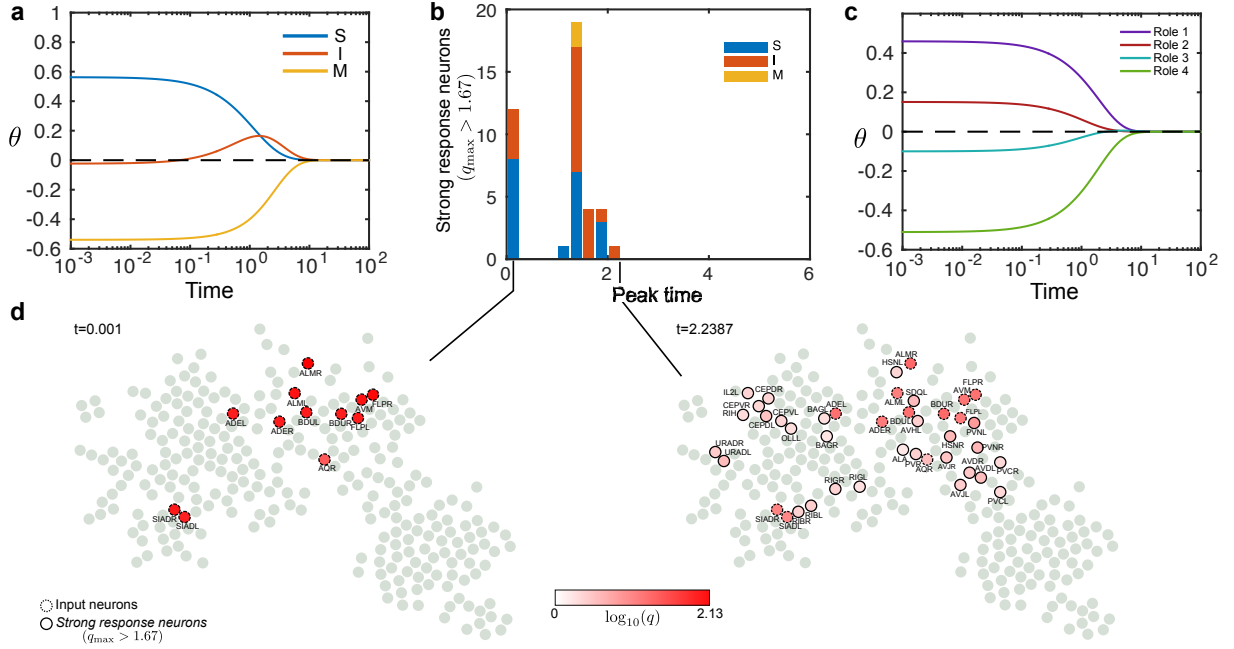 a
1
0.8
0.6
0.4
0.2
0
-0.2
-0.4
-0.6
θ
S
I
M
10^-3
10^-2
10^-1
10^0
10^1
10^2
Time
b
20
15
10
5
0
Strong response neurons
(q_max > 1.67)
S
I
M
0
2
4
6
Peak time
c
0.4
0.2
0
-0.2
-0.4
-0.6
θ
Role 1
Role 2
Role 3
Role 4
10^-3
10^-2
10^-1
10^0
10^1
10^2
Time
d
t=0.001
ALMR
ALML
AVM
FLPR
ADEL
ADER
BDUL
BDUR
FLPL
AQR
SIADR
SIADL
t=2.2387
ALMR
HSNL
IL2L
CEPDR
CEPVR
RIH
CEPDL
CEPVL
OLLL
BAGL
ADEL
BAGR
ALML
SDQL
AVM
FLPR
ADER
BDUL
AVHL
BDUR
FLPL
PVNL
HSNR
PVNR
URADR
URADL
ALA
PVR
AQR
AVJR
AVDR
AVDL
PVCR
AVJL
PVCL
RIGR
RIGL
SIADR
SIADL
RIBR
RIBL
Input neurons
Strong response neurons
(q_max > 1.67)
0
2.13
log_10(q)